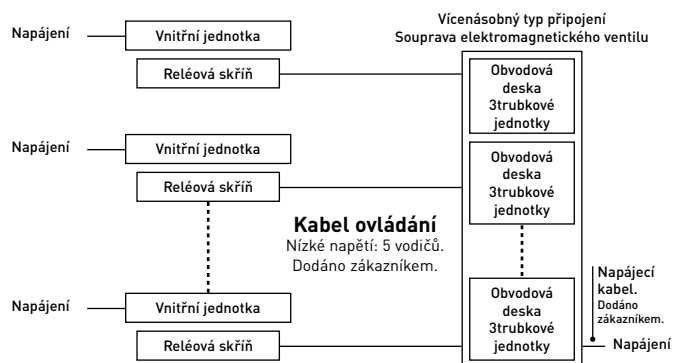 Vícenásobný typ připojení
Souprava elektromagnetického ventilu
Napájení
Vnitřní jednotka
Reléová skříň
Obvodová
deska
3trubkové
jednotky
Napájení
Vnitřní jednotka
Reléová skříň
Obvodová
deska
3trubkové
jednotky
Kabel ovládání
Nízké napětí: 5 vodičů.
Dodáno zákazníkem.
Napájení
Vnitřní jednotka
Reléová skříň
Obvodová
deska
3trubkové
jednotky
Napájecí
kabel.
Dodáno
zákazníkem.
Napájení